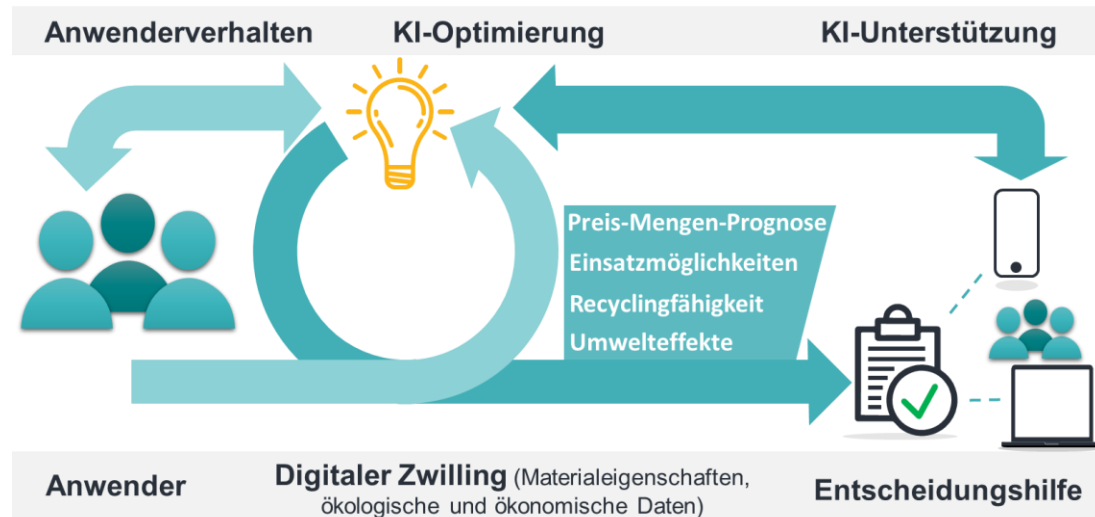 Anwenderverhalten
KI-Optimierung
KI-Unterstützung
Preis-Mengen-Prognose
Einsatzmöglichkeiten
Recyclingfähigkeit
Umwelteffekte
Anwender
Digitaler Zwilling (Materialeigenschaften,
ökologische und ökonomische Daten)
Entscheidungshilfe